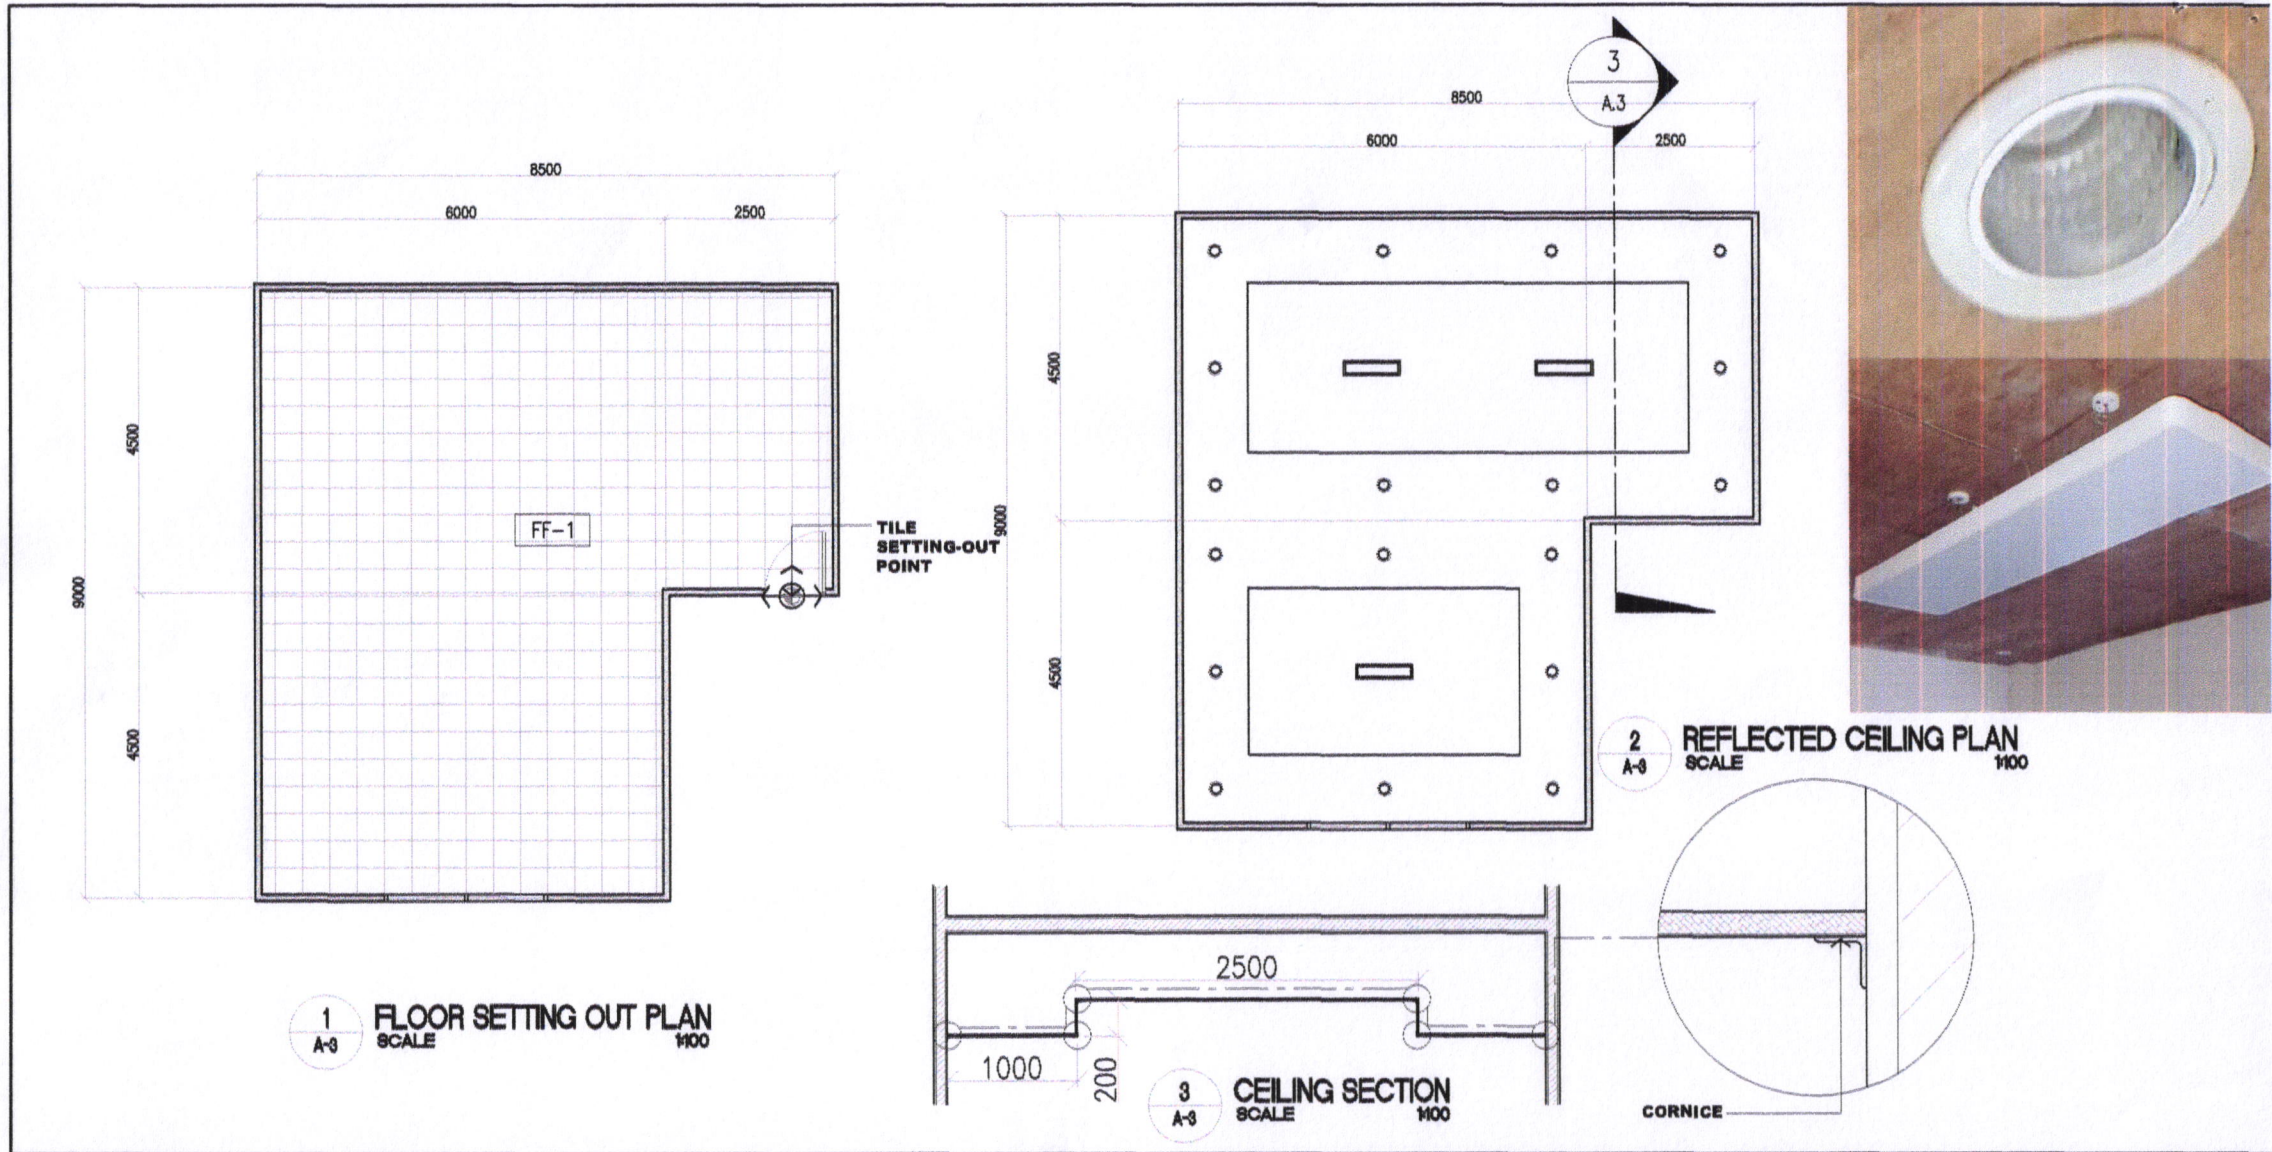 8500
6000
2500
4500
9000
4500
FF-1
TILE
SETTING-OUT
POINT
1
A-3
FLOOR SETTING OUT PLAN
SCALE
1:100
3
A.3
8500
6000
2500
4500
9000
4500
2
A-3
REFLECTED CEILING PLAN
SCALE
1:100
2500
1000
200
3
A-3
CEILING SECTION
SCALE
1:100
CORNICE